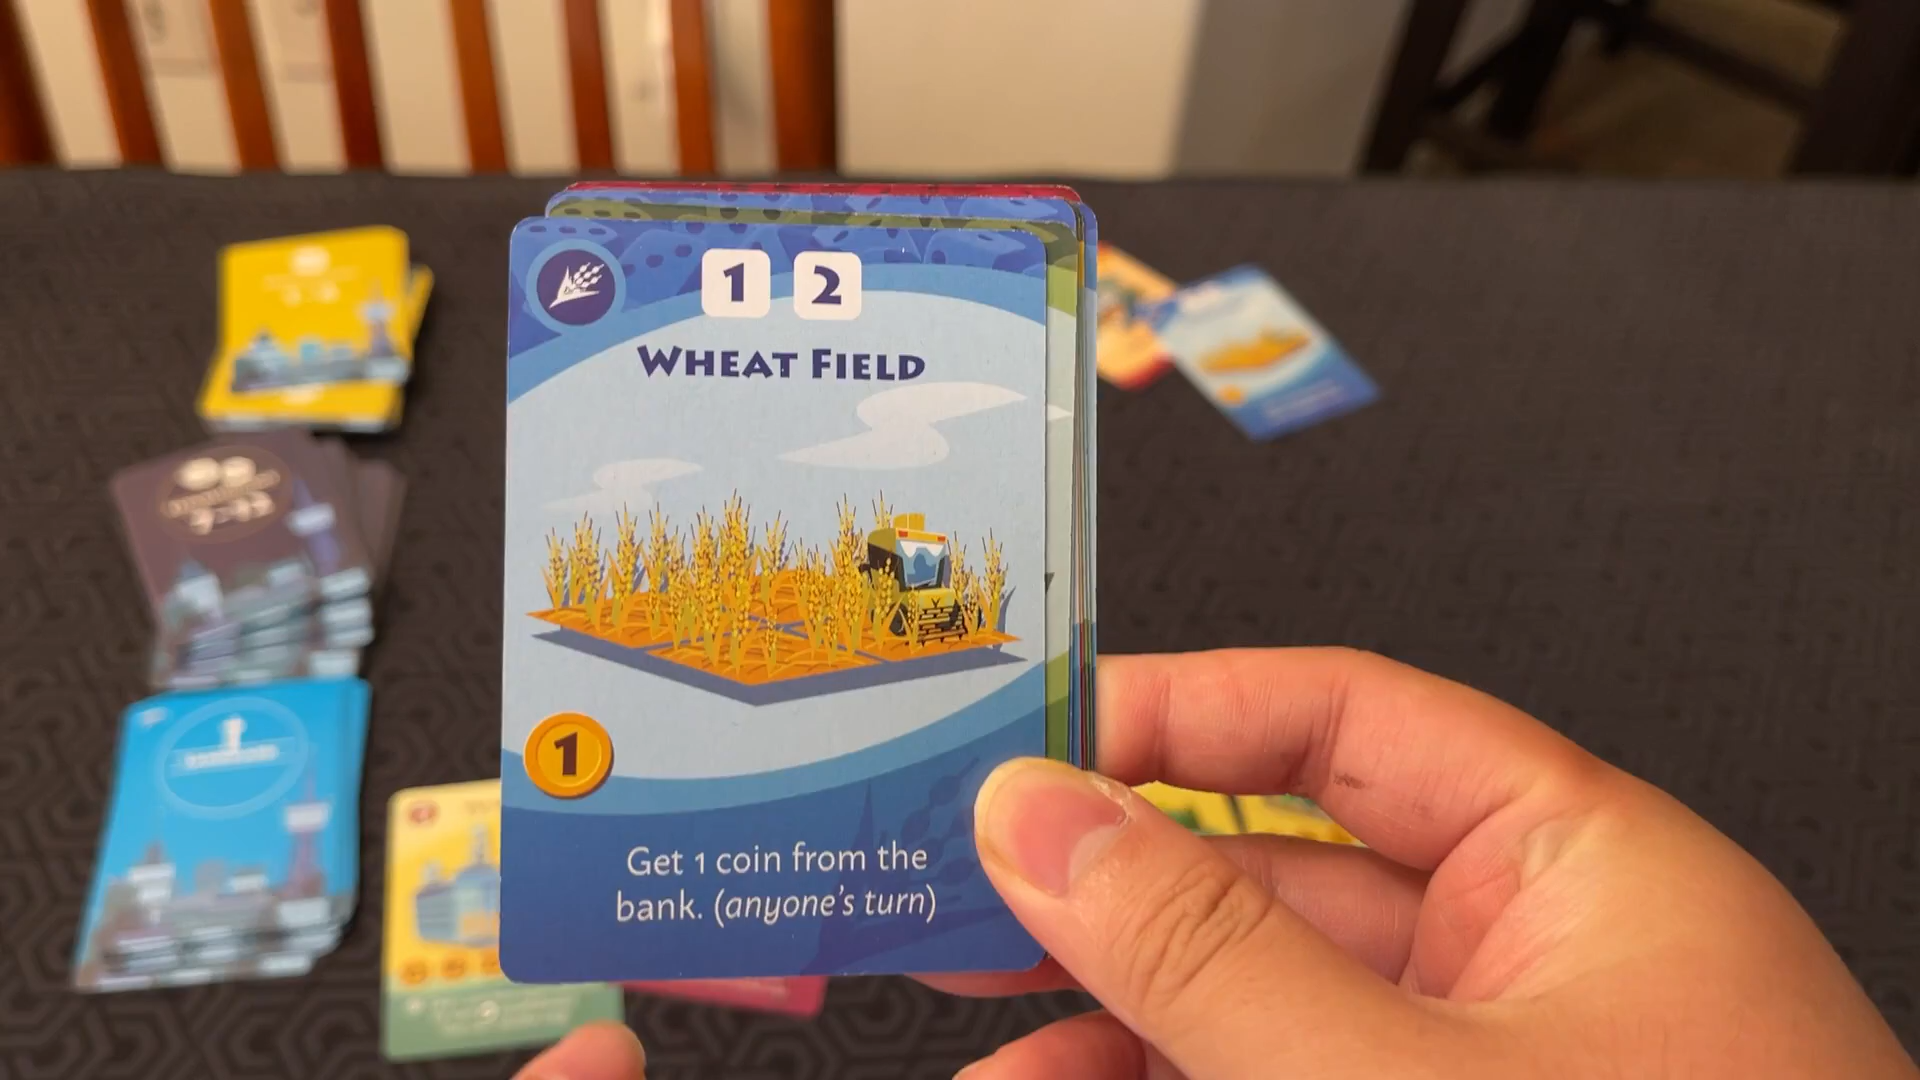 1 2
WHEAT FIELD
1
Get 1 coin from the
bank. (anyone's turn)